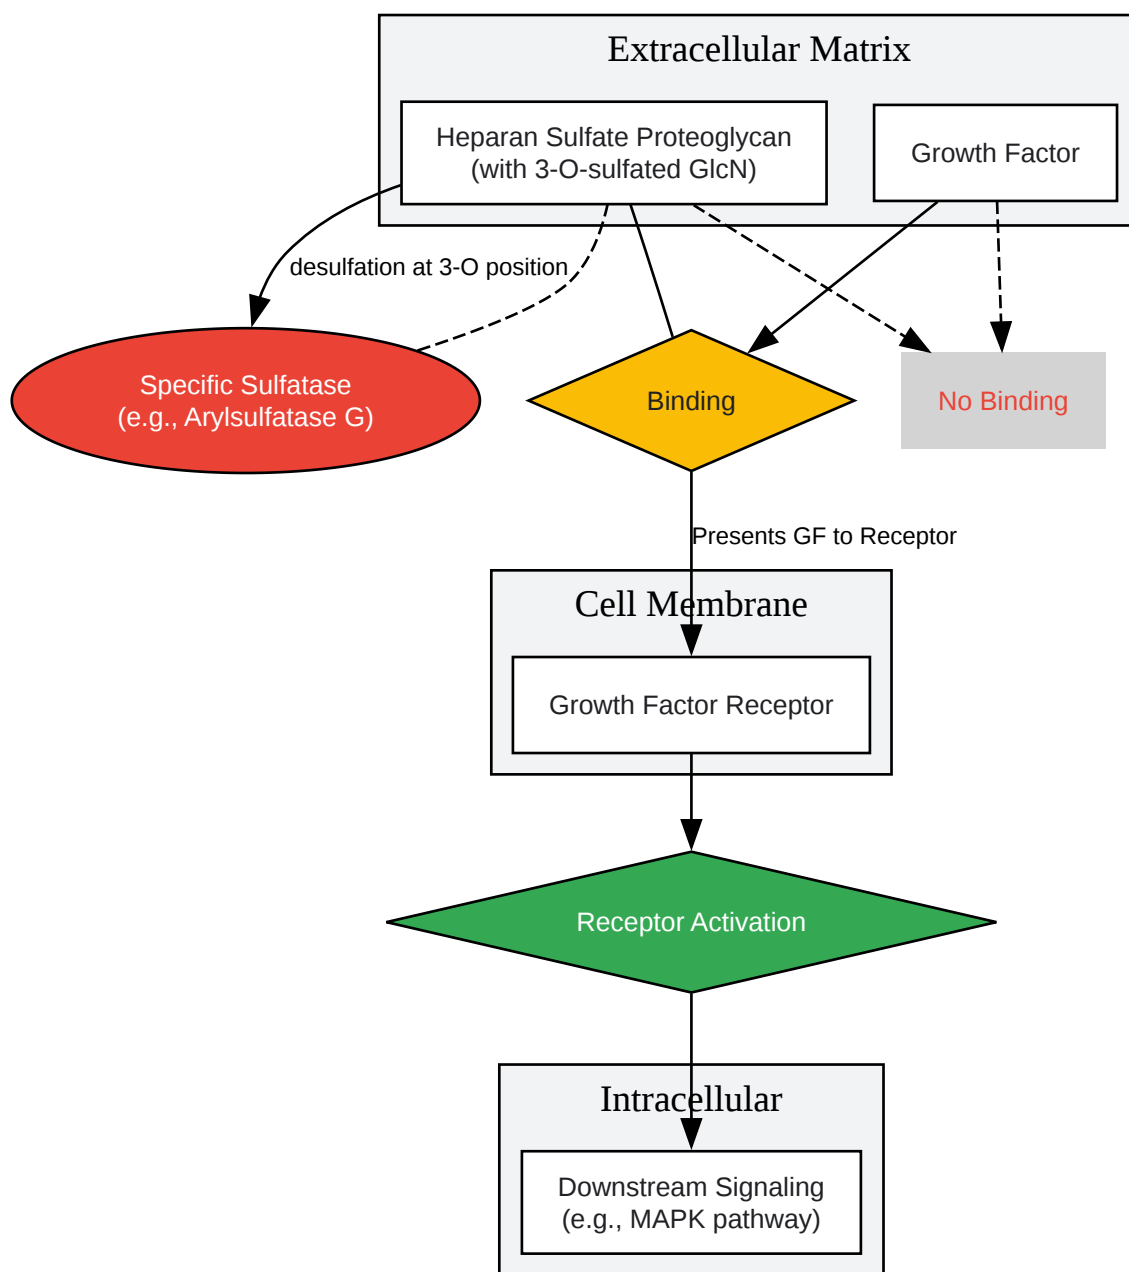 Extracellular Matrix
Heparan Sulfate Proteoglycan
(with 3-O-sulfated GlcN)
Growth Factor
desulfation at 3-O position
Specific Sulfatase
(e.g., Arylsulfatase G)
Binding
No Binding
Presents GF to Receptor
Cell Membrane
Growth Factor Receptor
Receptor Activation
Intracellular
Downstream Signaling
(e.g., MAPK pathway)